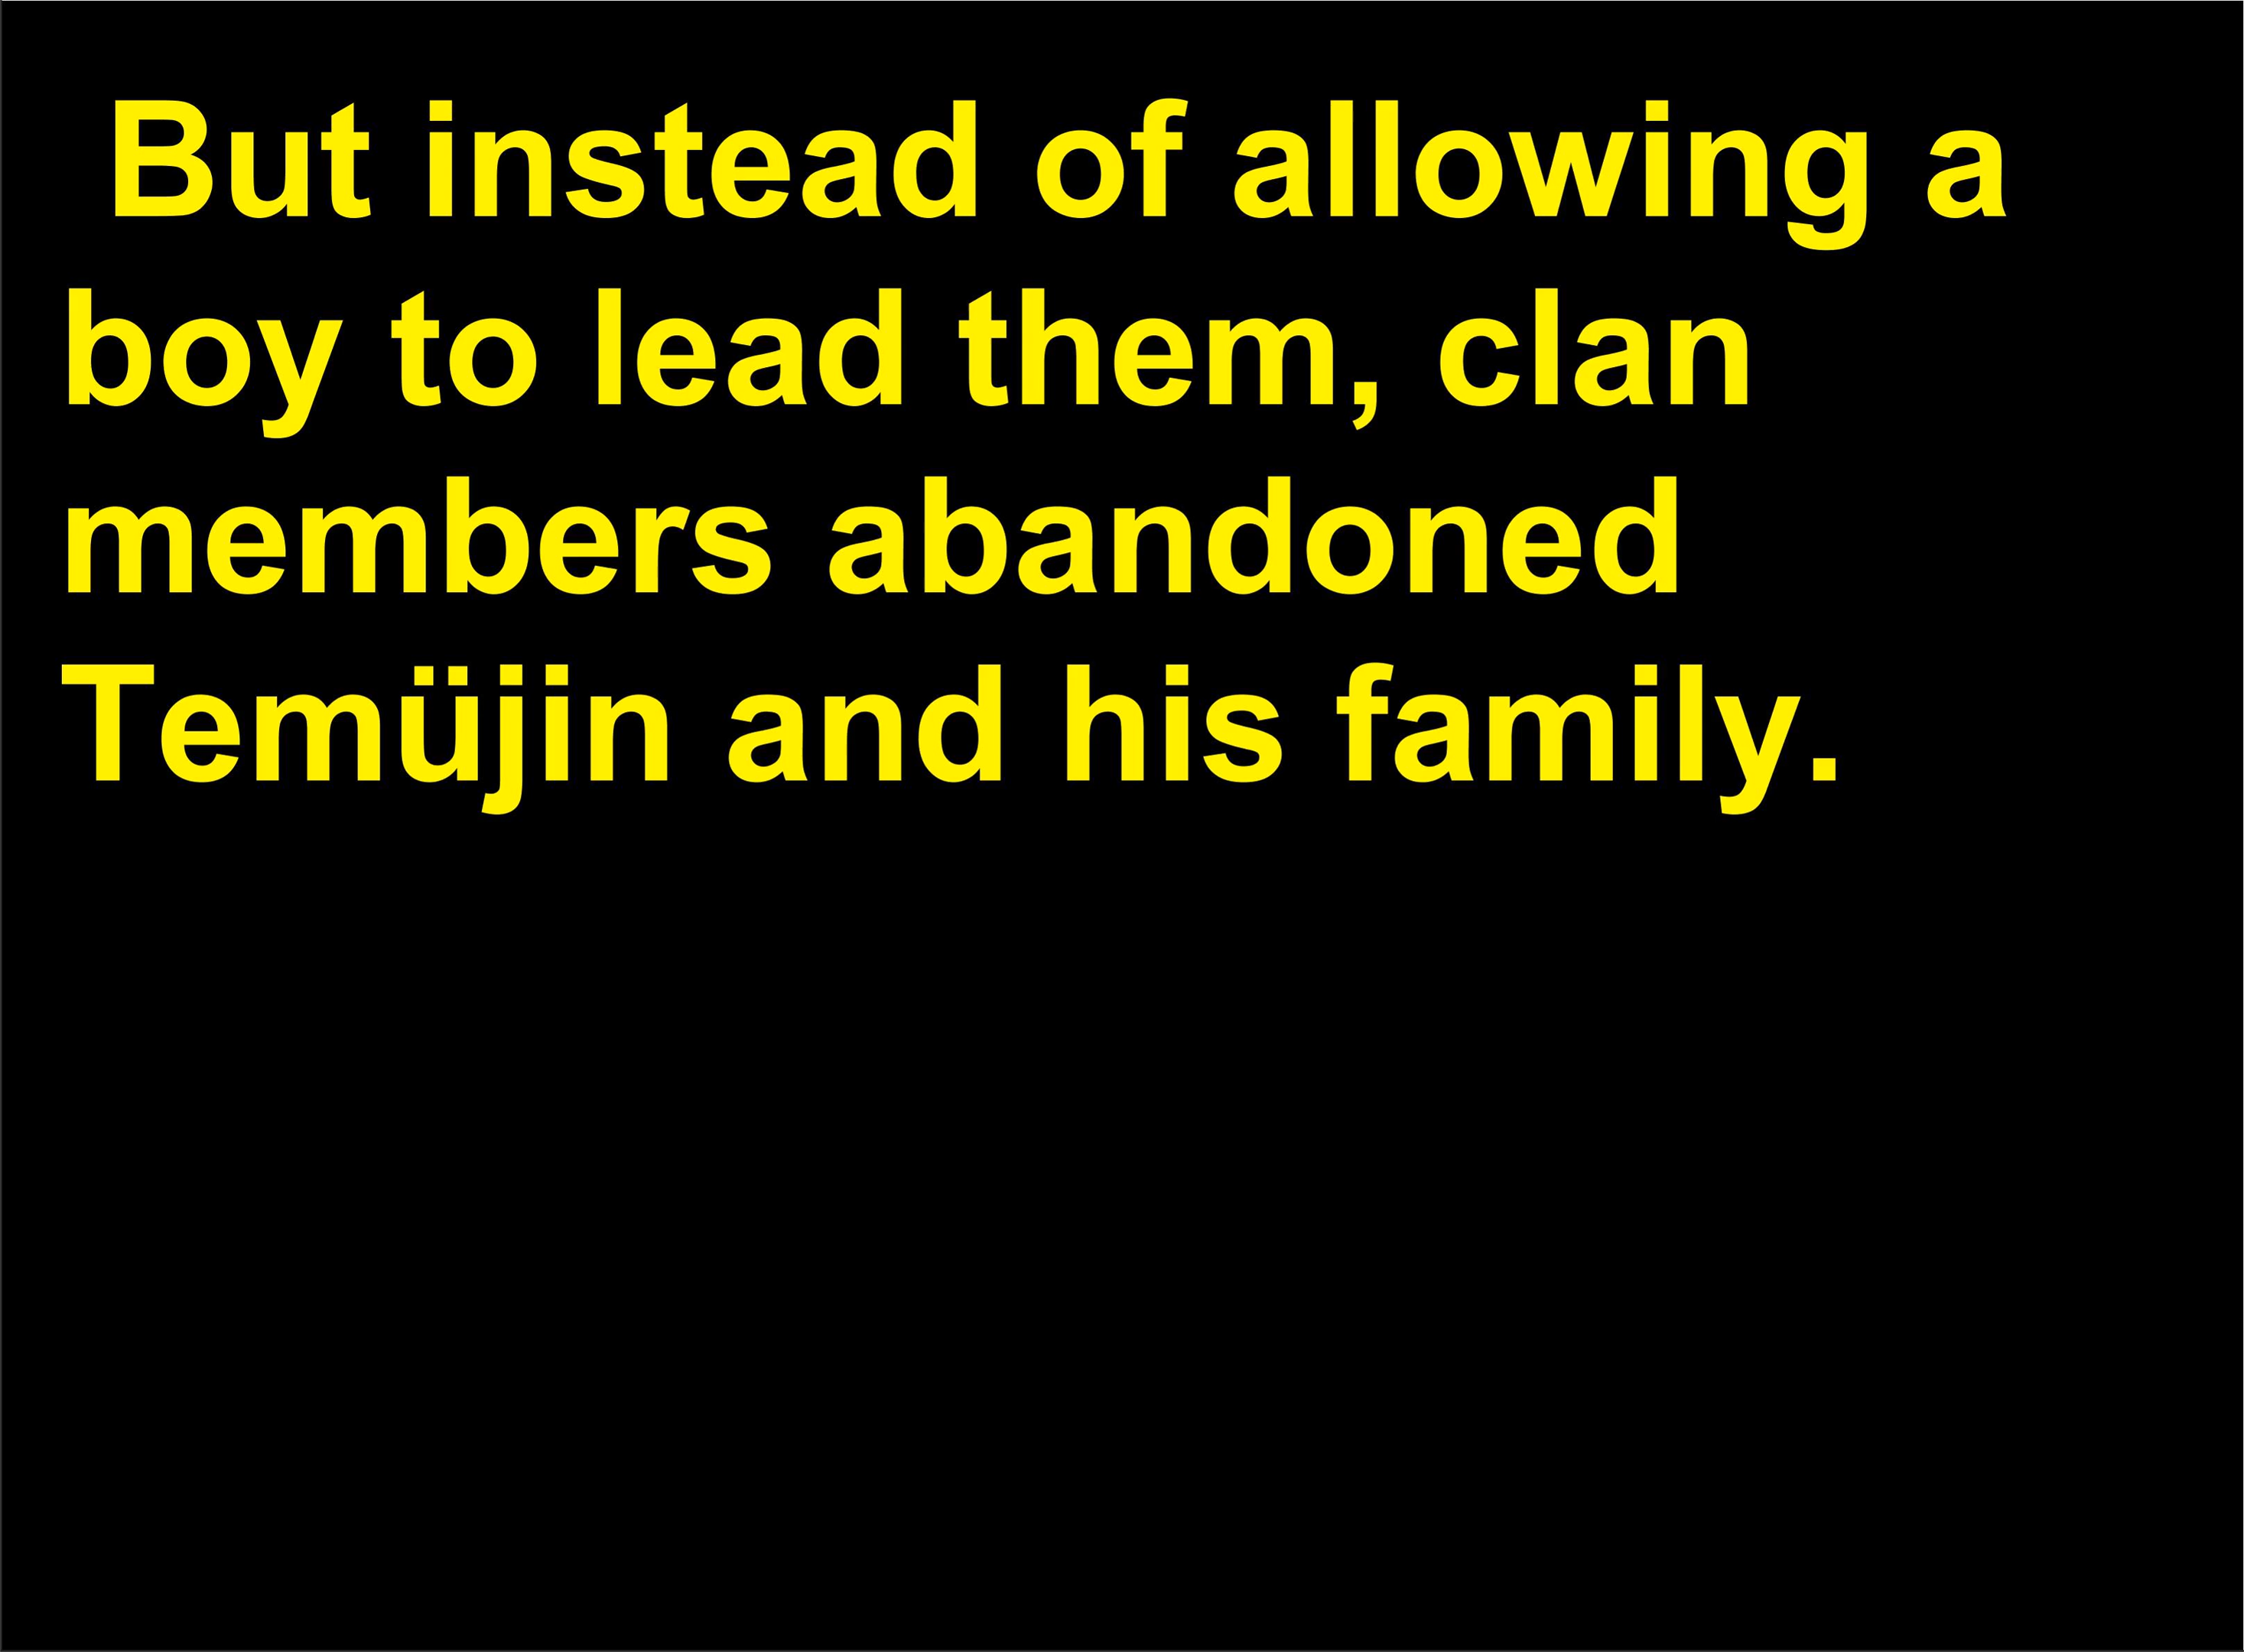 But instead of allowing a
boy to lead them, clan
members abandoned
Temüjin and his family.